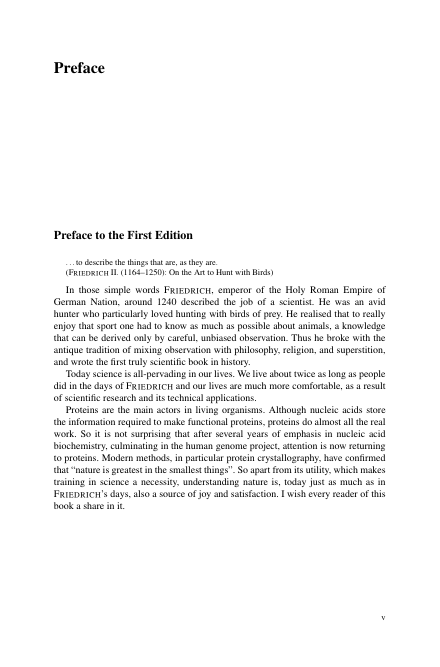 Preface
Preface to the First Edition
. . . to describe the things that are, as they are.
(FRIEDRICH II. (1164–1250): On the Art to Hunt with Birds)
In those simple words FRIEDRICH, emperor of the Holy Roman Empire of
German Nation, around 1240 described the job of a scientist. He was an avid
hunter who particularly loved hunting with birds of prey. He realised that to really
enjoy that sport one had to know as much as possible about animals, a knowledge
that can be derived only by careful, unbiased observation. Thus he broke with the
antique tradition of mixing observation with philosophy, religion, and superstition,
and wrote the first truly scientific book in history.
Today science is all-pervading in our lives. We live about twice as long as people
did in the days of FRIEDRICH and our lives are much more comfortable, as a result
of scientific research and its technical applications.
Proteins are the main actors in living organisms. Although nucleic acids store
the information required to make functional proteins, proteins do almost all the real
work. So it is not surprising that after several years of emphasis in nucleic acid
biochemistry, culminating in the human genome project, attention is now returning
to proteins. Modern methods, in particular protein crystallography, have confirmed
that “nature is greatest in the smallest things”. So apart from its utility, which makes
training in science a necessity, understanding nature is, today just as much as in
FRIEDRICH’s days, also a source of joy and satisfaction. I wish every reader of this
book a share in it.
v